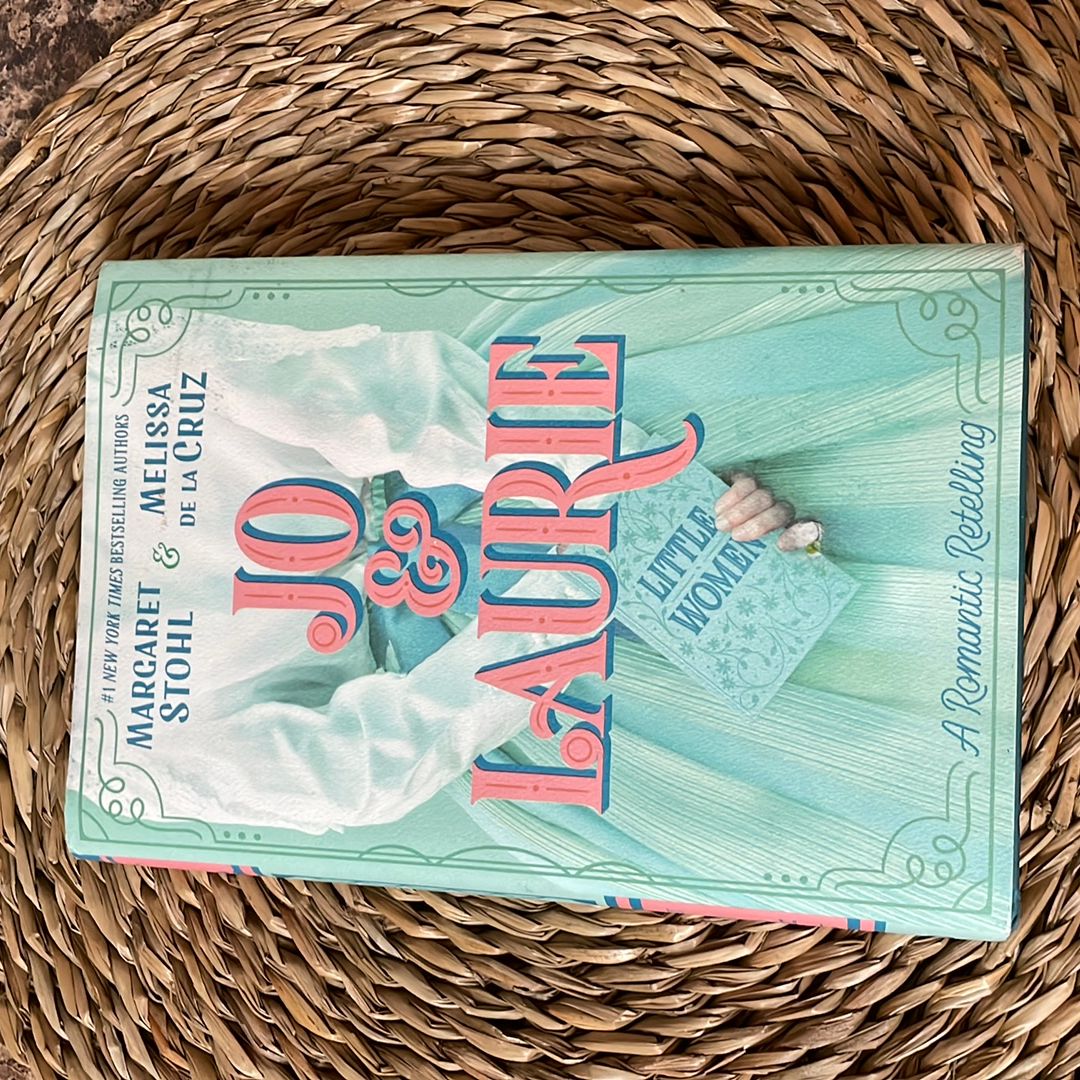 #1 NEW YORK TIMES BESTSELLING AUTHORS
MARGARET
STOHL
&
MELISSA
DE LA CRUZ
JO
&
LAURIE
LITTLE
WOMEN
A Romantic Retelling